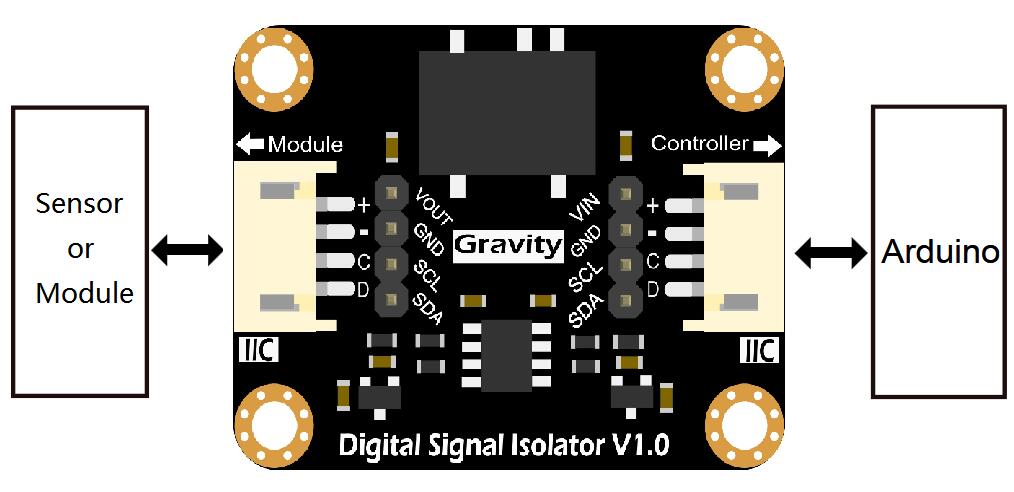 Module
Controller
Sensor
or
Module
+
-
C
D
VOUT
GND
SCL
SDA
Gravity
VIN
GND
SCL
SDA
+
-
C
D
Arduino
IIC
IIC
Digital Signal Isolator V1.0